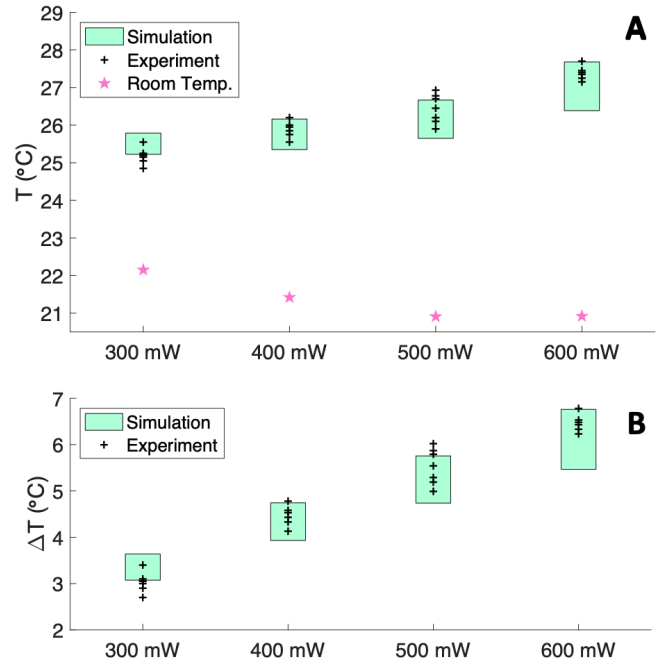 A
29
28
27
26
25
24
23
22
21
T (°C)
Simulation
Experiment
Room Temp.
300 mW 400 mW 500 mW 600 mW
B
7
6
5
4
3
2
ΔT (°C)
Simulation
Experiment
300 mW 400 mW 500 mW 600 mW